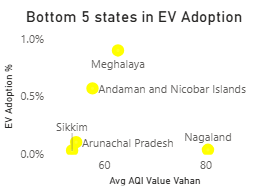 Bottom 5 states in EV Adoption
1.0%
Meghalaya
EV Adoption %
0.5%
Andaman and Nicobar Islands
Sikkim
Arunachal Pradesh
Nagaland
0.0%
60
80
Avg AQI Value Vahan